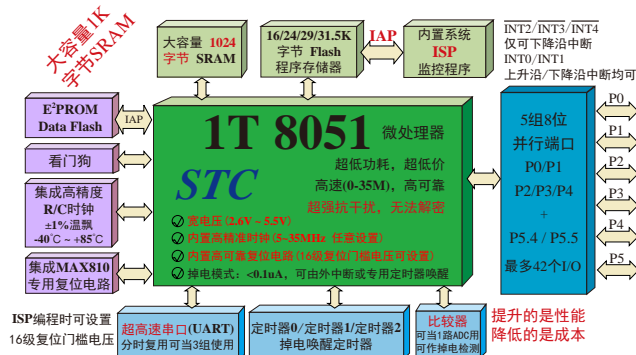 大容量1K
字节SRAM
大容量 1024
字节 SRAM
16/24/29/31.5K
字节 Flash
程序存储器
IAP
内置系统
ISP
监控程序
INT2/INT3/INT4
仅可下降沿中断
INT0/INT1
上升沿/下降沿中断均可
E²PROM
Data Flash
IAP
看门狗
集成高精度
R/C时钟
±1%温飘
-40℃~+85℃
集成MAX810
专用复位电路
1T 8051 微处理器
STC
超低功耗，超低价
高速(0-35M)，高可靠
超强抗干扰，无法解密
宽电压(2.6V~5.5V)
内置高精准时钟(5~35MHz 任意设置)
内置高可靠复位电路(16级复位门槛电压可设置)
掉电模式：<0.1uA，可由外中断或专用定时器唤醒
5组8位
并行端口
P0/P1
P2/P3/P4
+
P5.4 / P5.5
最多42个I/O
P0
P1
P2
P3
P4
P5
ISP编程时可设置
16级复位门槛电压
超高速串口(UART)
分时复用可当3组使用
定时器0/定时器1/定时器2
掉电唤醒定时器
比较器
可当1路ADC用
可作掉电检测
提升的是性能
降低的是成本